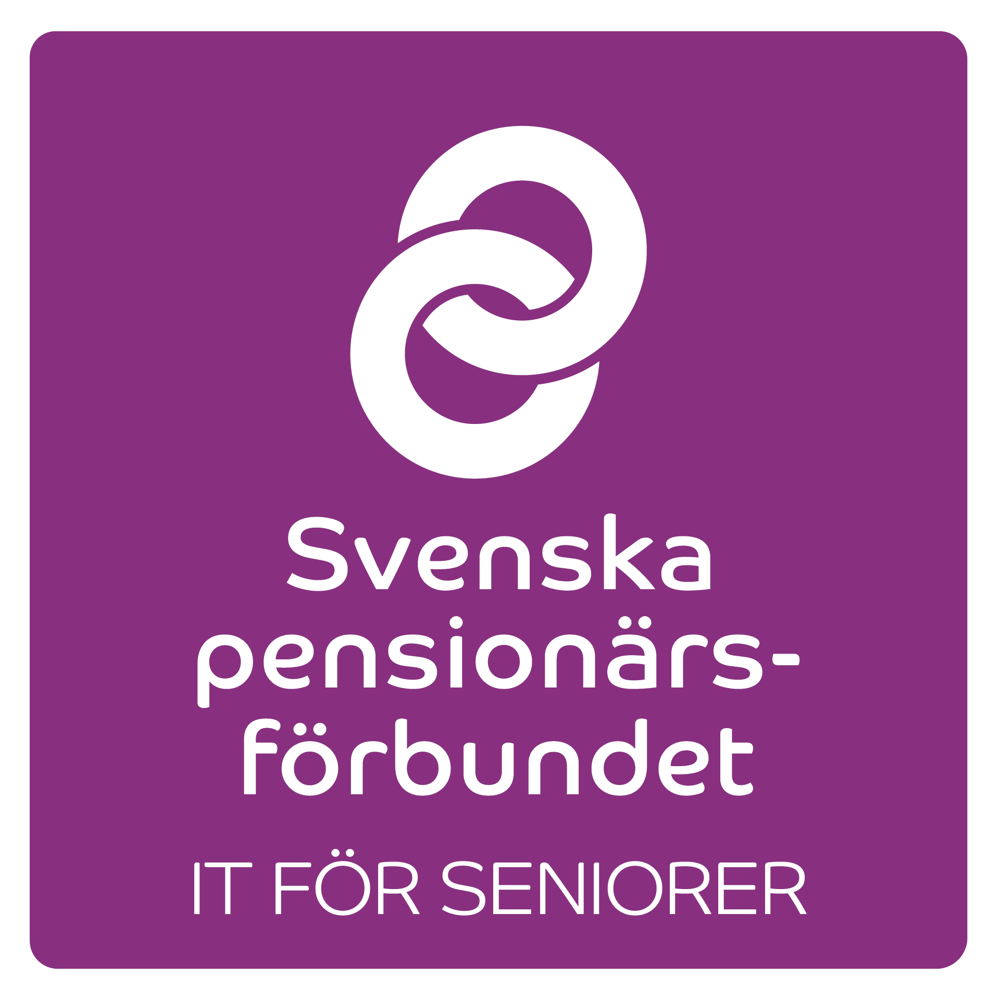 Svenska
pensionärs-
förbundet
IT FÖR SENIORER